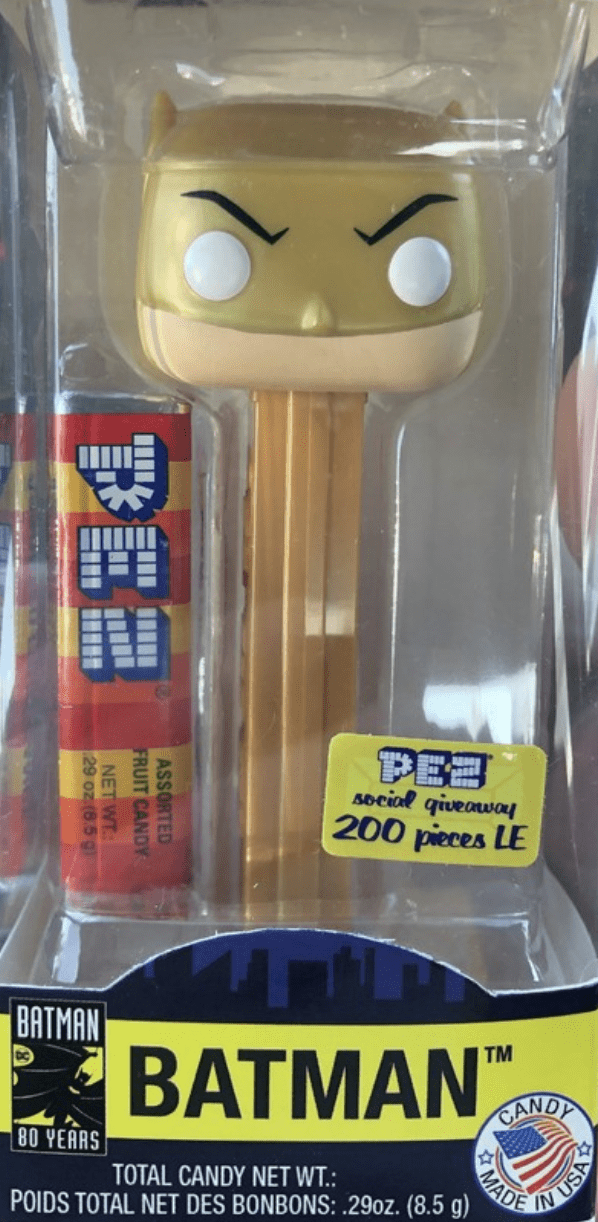 PEZ®
ASSORTED
FRUIT CANDY
NET WT.:
.29 oz (8.5 g)
PEZ
social giveaway
200 pieces LE
BATMAN
DC
80 YEARS
BATMAN™
CANDY
MADE IN USA
TOTAL CANDY NET WT.:
POIDS TOTAL NET DES BONBONS: .29oz. (8.5 g)